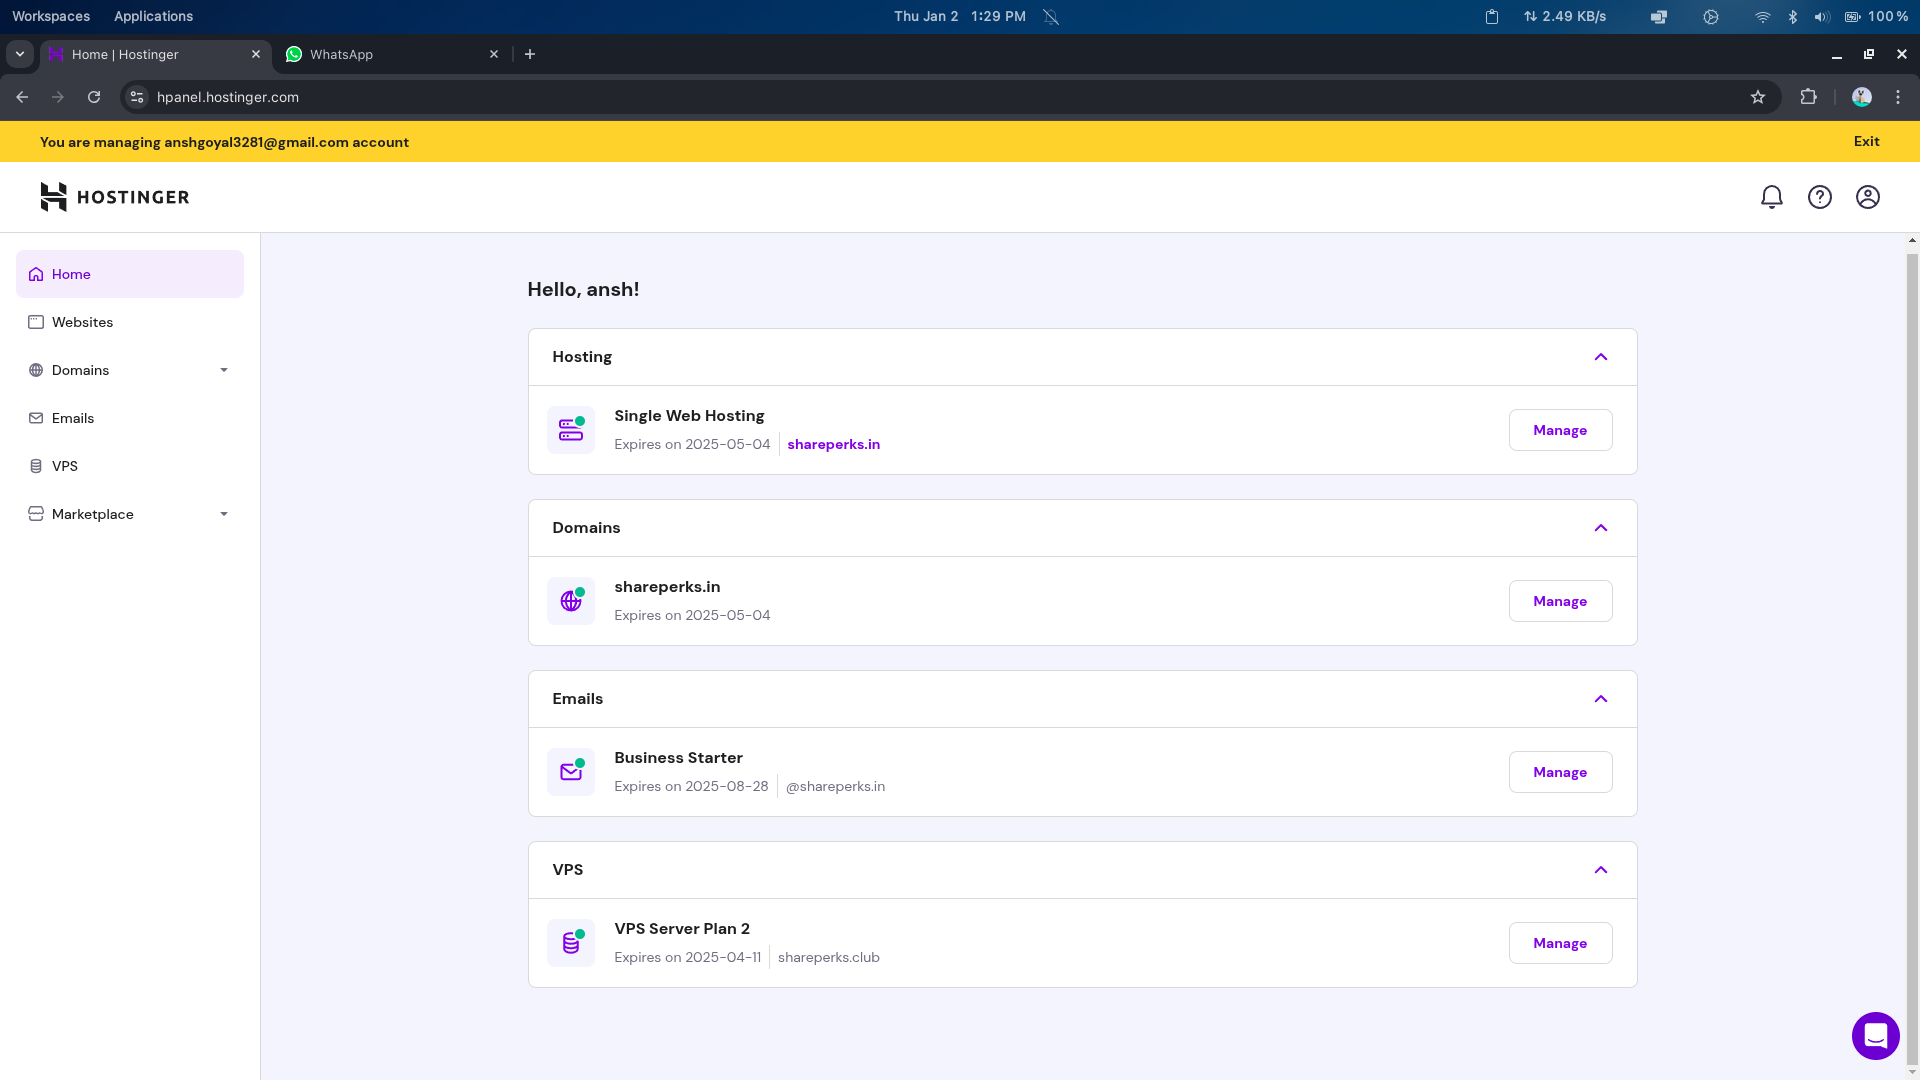 Workspaces Applications Thu Jan 2 1:29 PM 2.49 KB/s 100%
Home | Hostinger WhatsApp
hpanel.hostinger.com
You are managing anshgoyal3281@gmail.com account Exit
HOSTINGER
Home
Websites
Domains
Emails
VPS
Marketplace
Hello, ansh!
Hosting
Single Web Hosting
Expires on 2025-05-04 shareperks.in
Manage
Domains
shareperks.in
Expires on 2025-05-04
Manage
Emails
Business Starter
Expires on 2025-08-28 @shareperks.in
Manage
VPS
VPS Server Plan 2
Expires on 2025-04-11 shareperks.club
Manage